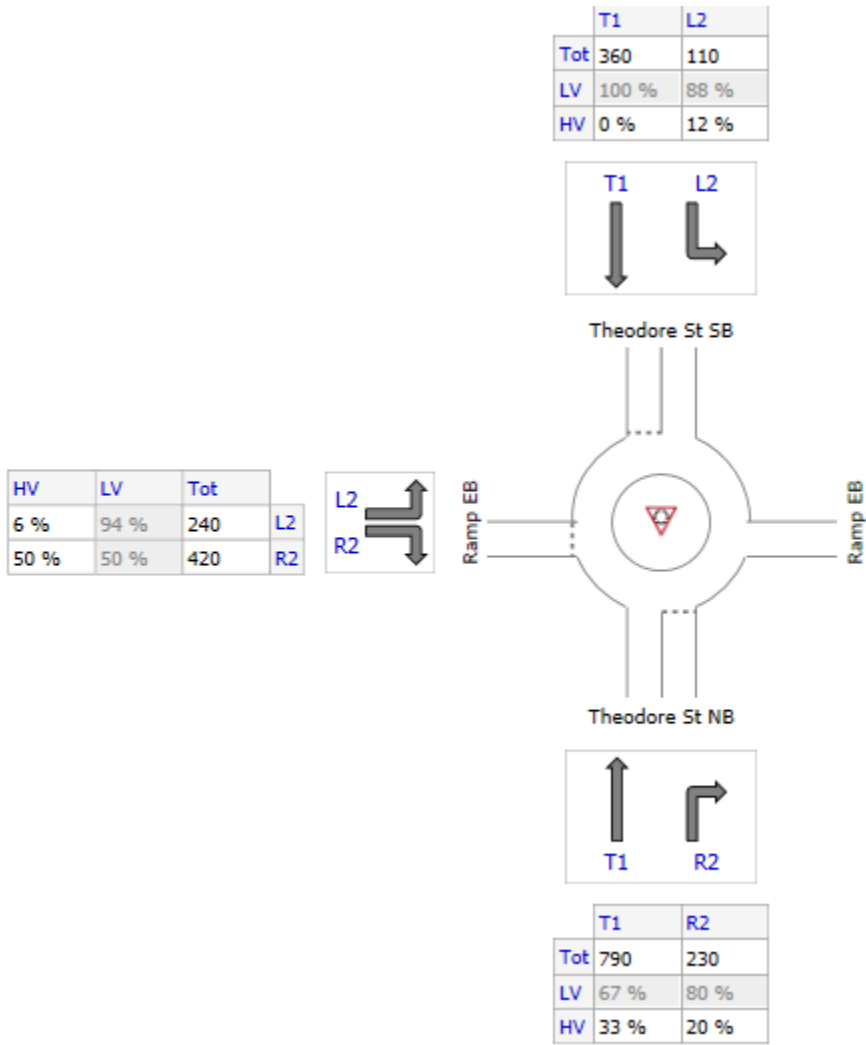 T1 L2
Tot 360 110
LV 100 % 88 %
HV 0 % 12 %
T1 L2
Theodore St SB
HV LV Tot
6 % 94 % 240 L2
50 % 50 % 420 R2
L2
R2
Ramp EB
Ramp EB
Theodore St NB
T1 R2
T1 R2
Tot 790 230
LV 67 % 80 %
HV 33 % 20 %